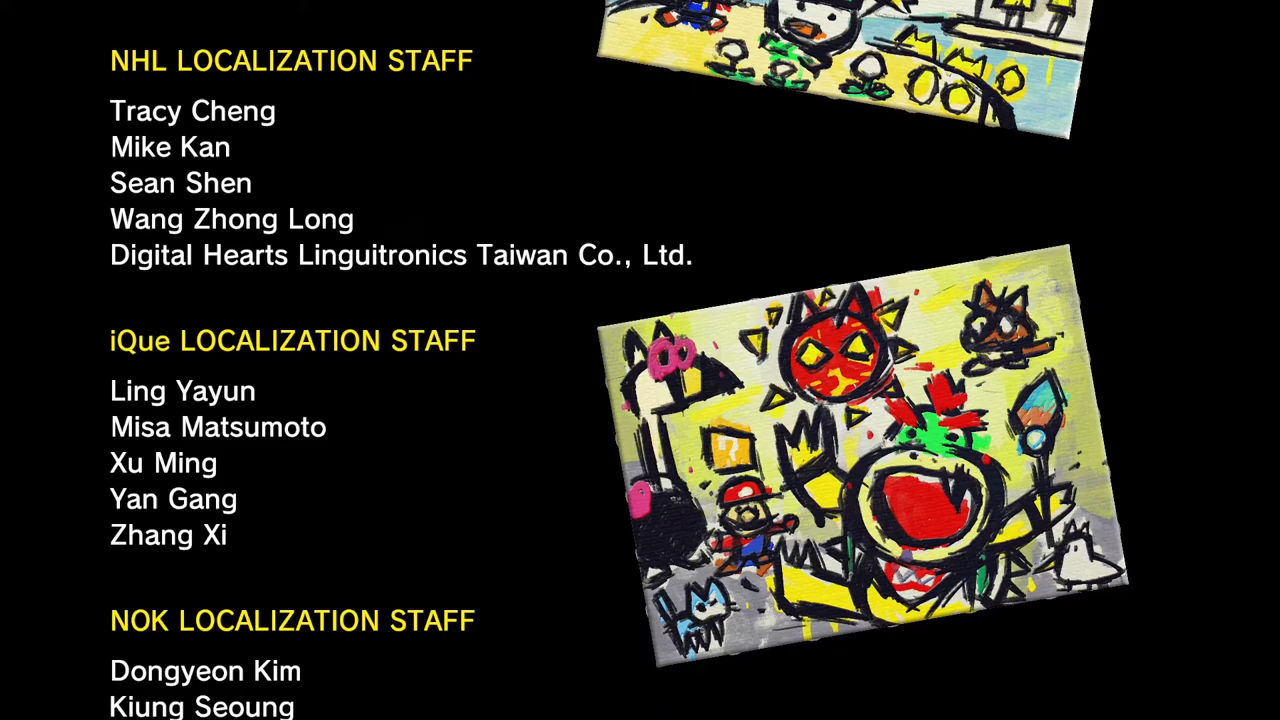 NHL LOCALIZATION STAFF
Tracy Cheng
Mike Kan
Sean Shen
Wang Zhong Long
Digital Hearts Linguitronics Taiwan Co., Ltd.
iQue LOCALIZATION STAFF
Ling Yayun
Misa Matsumoto
Xu Ming
Yan Gang
Zhang Xi
NOK LOCALIZATION STAFF
Dongyeon Kim
Kiung Seoung